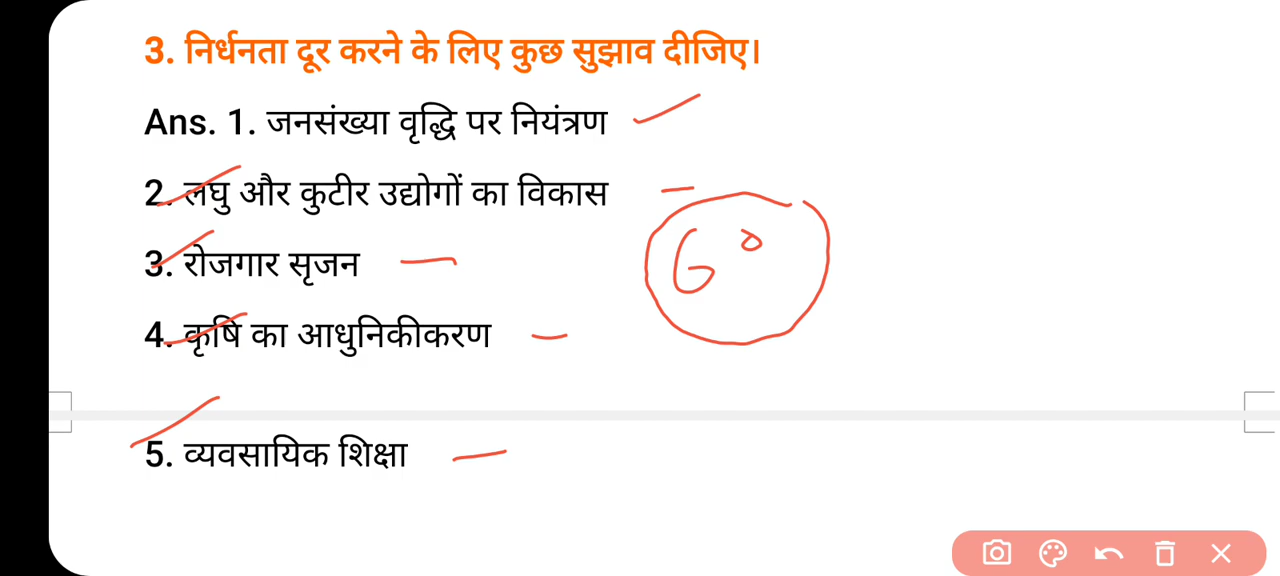 3. निर्धनता दूर करने के लिए कुछ सुझाव दीजिए।
Ans. 1. जनसंख्या वृद्धि पर नियंत्रण
2. लघु और कुटीर उद्योगों का विकास
6°
3. रोजगार सृजन
4. कृषि का आधुनिकीकरण
5. व्यवसायिक शिक्षा